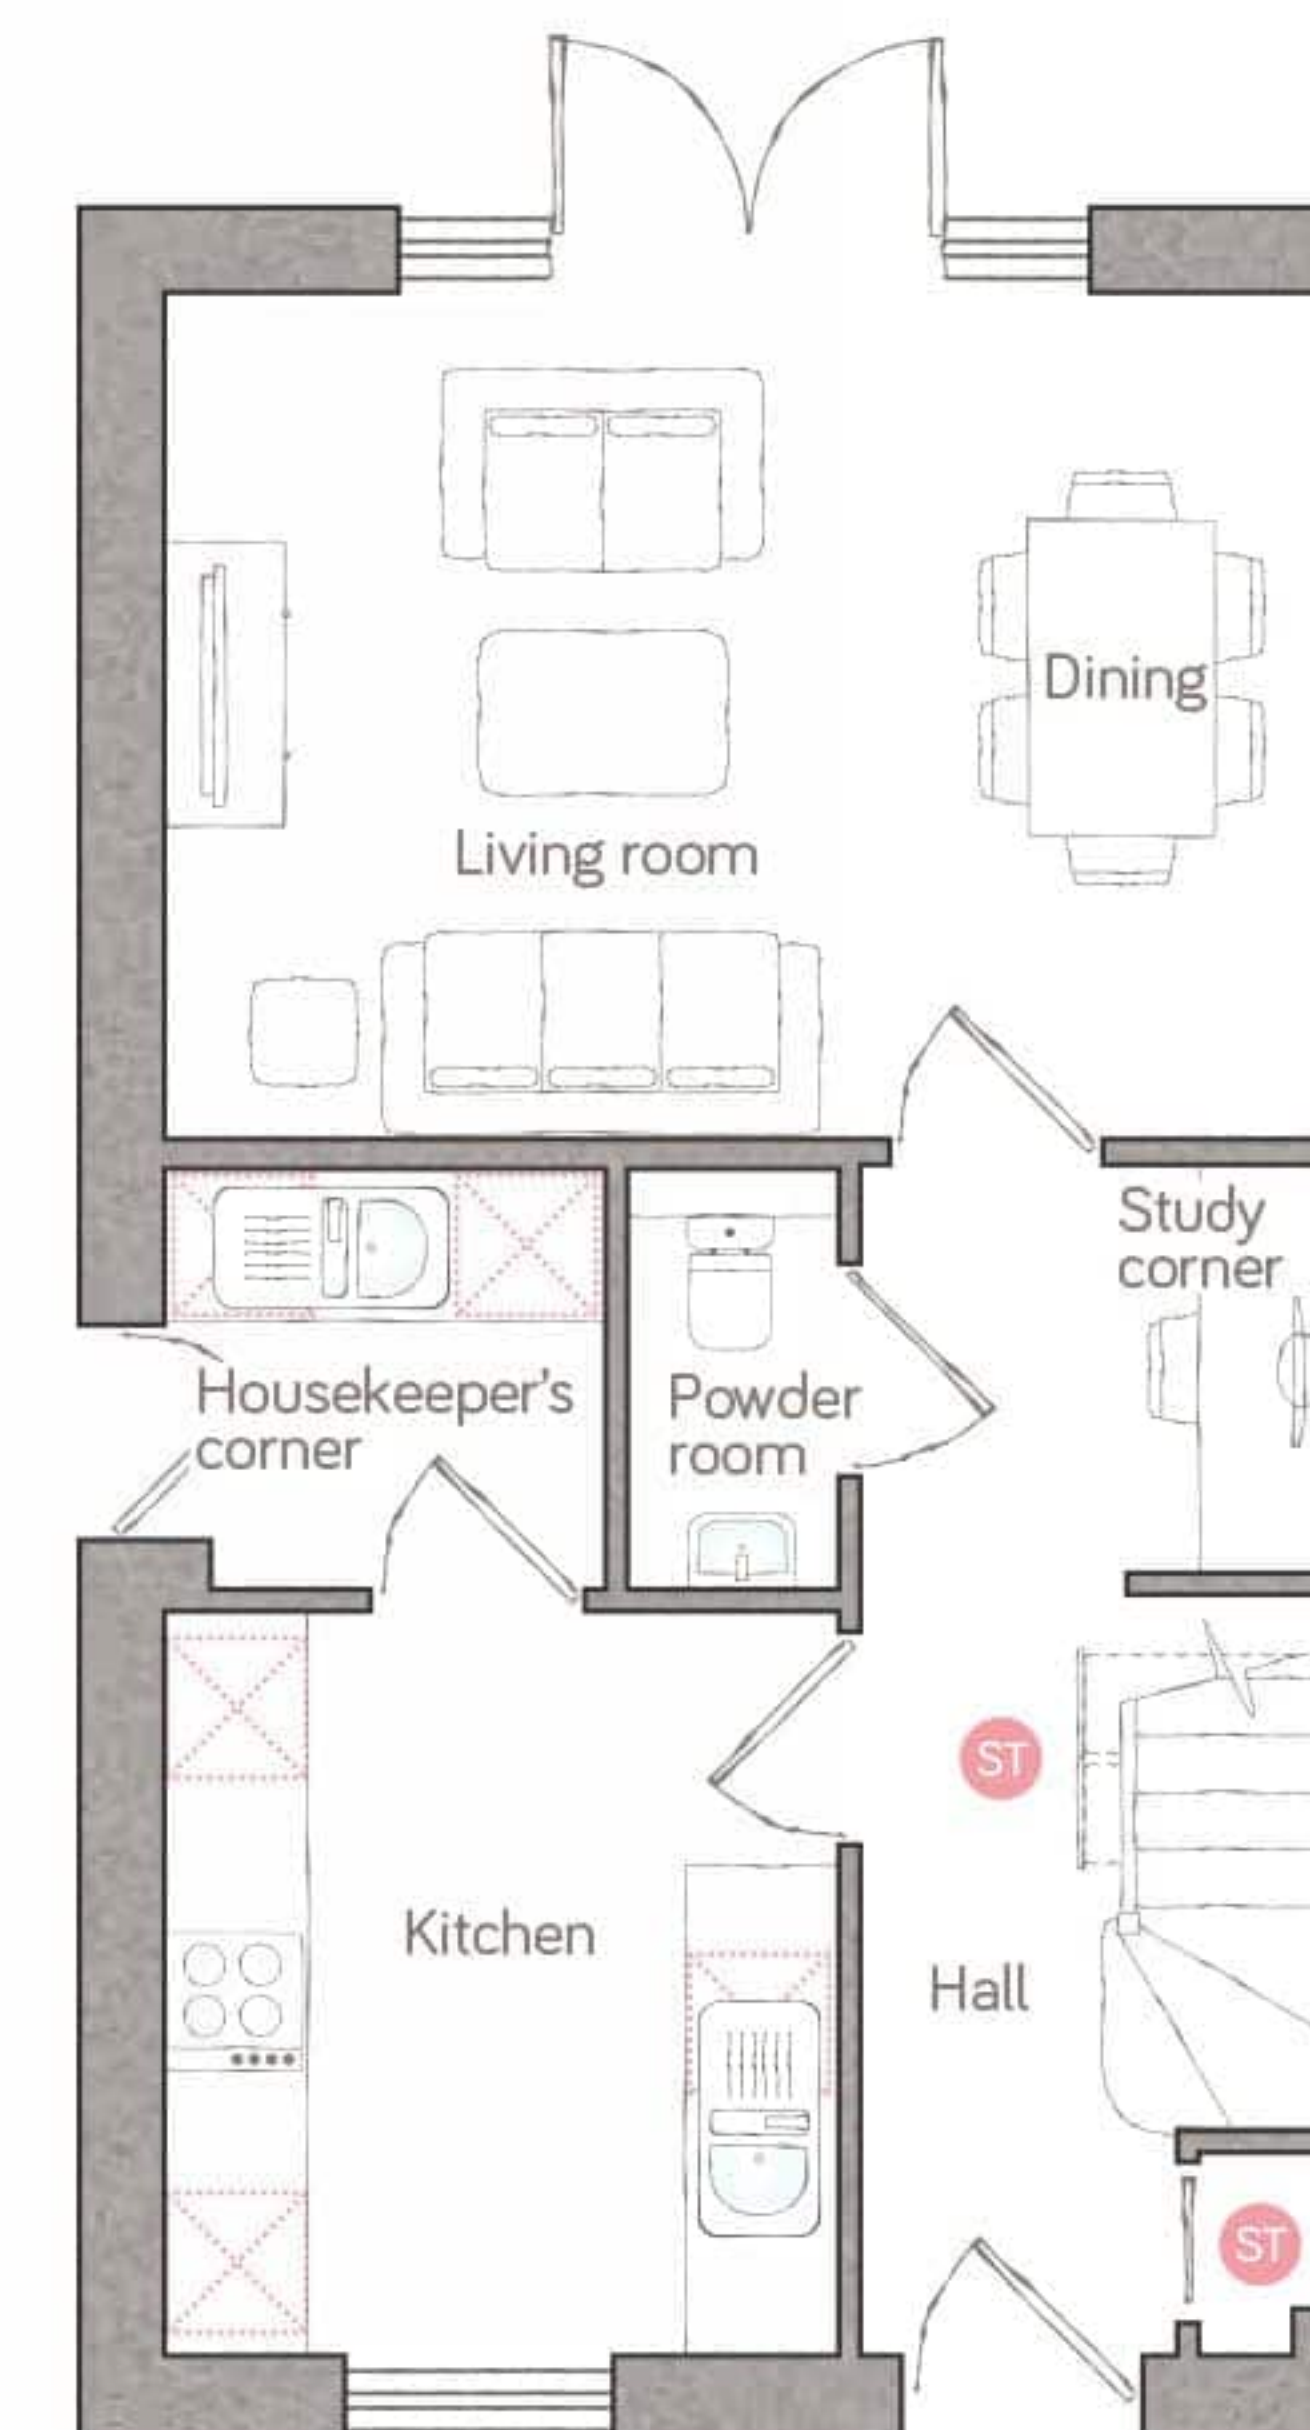 Dining
Living room
Study
corner
Housekeeper's
corner
Powder
room
ST
Kitchen
Hall
ST